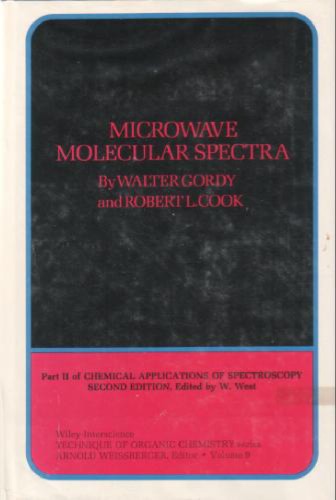 MICROWAVE
MOLECULAR SPECTRA
By WALTER GORDY
and ROBERT L. COOK
Part II of CHEMICAL APPLICATIONS OF SPECTROSCOPY
SECOND EDITION. Edited by W. West
Wiley-Interscience
TECHNIQUE OF ORGANIC CHEMISTRY series
ARNOLD WEISSBERGER, Editor • Volume 9